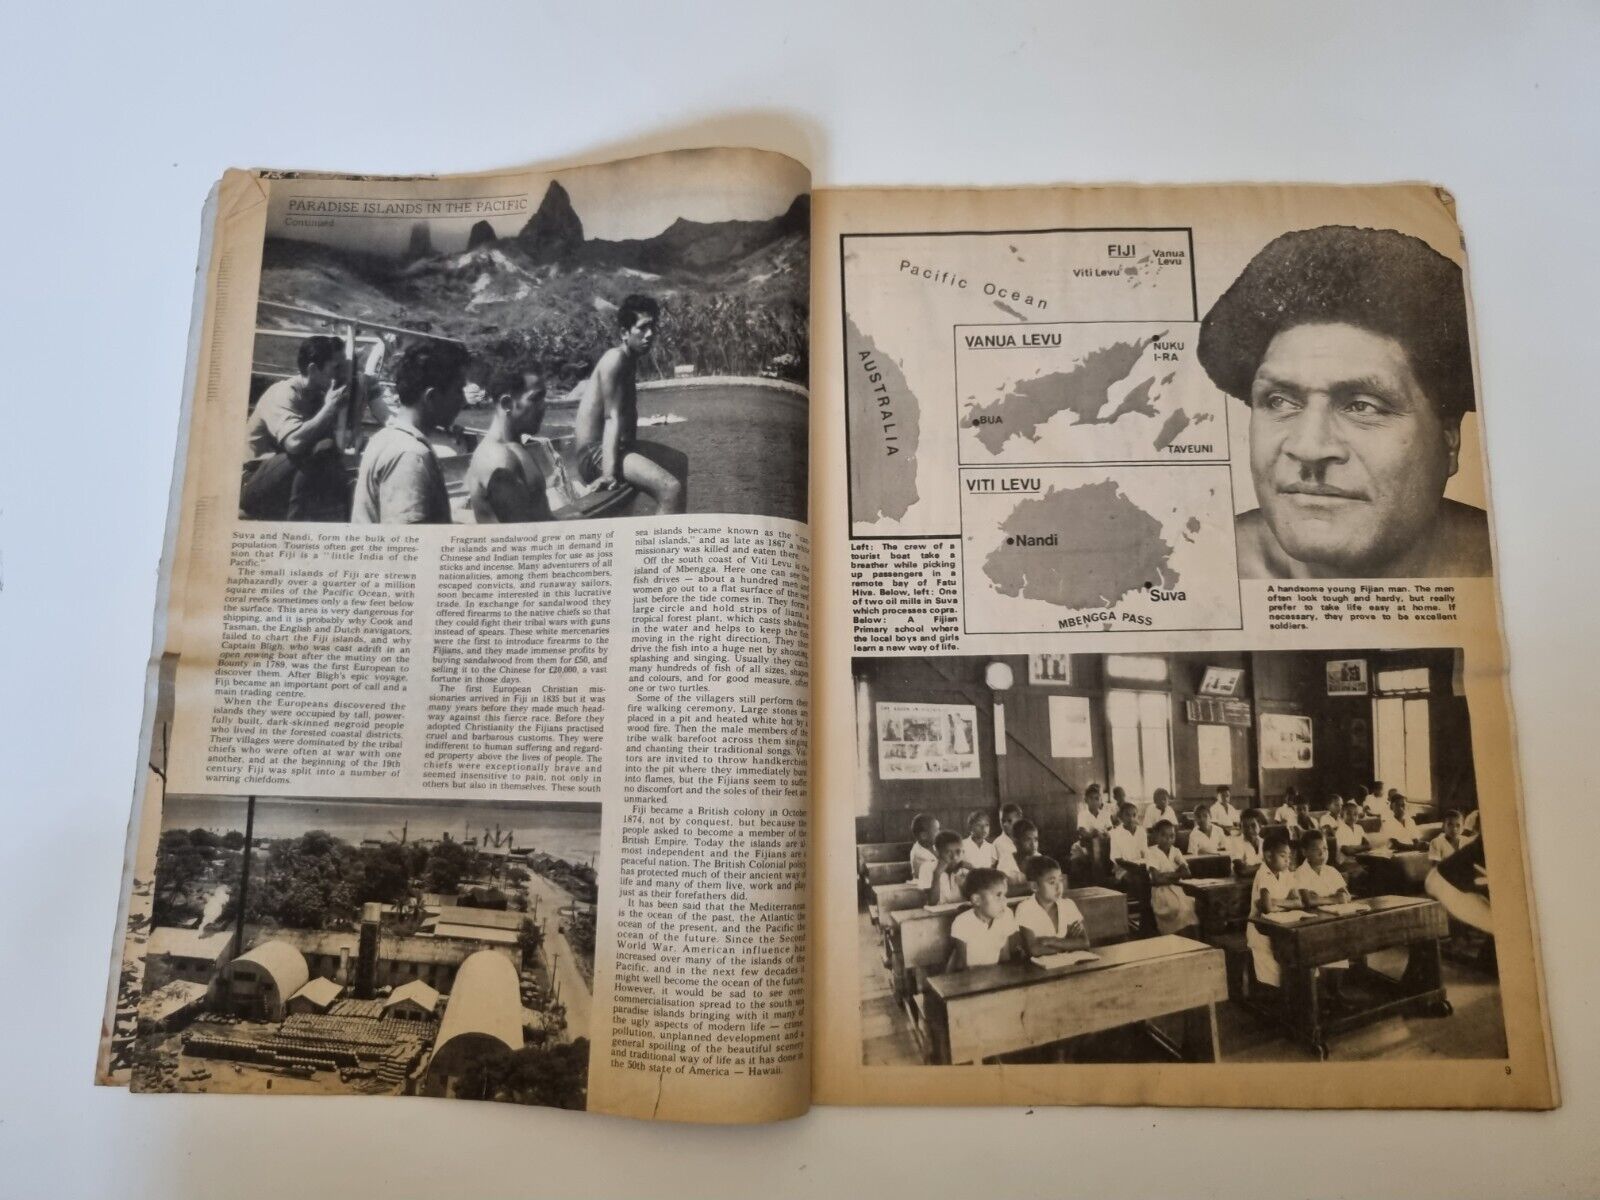 PARADISE ISLANDS IN THE PACIFIC
Continued
Suva and Nandi, form the bulk of the
population. Tourists often get the impres-
sion that Fiji is a "little India of the
Pacific."
The small islands of Fiji are strewn
haphazardly over a quarter of a million
square miles of the Pacific Ocean, with
coral reefs sometimes only a few feet below
the surface. This area is very dangerous for
shipping, and it is probably why Cook and
Tasman, the English and Dutch navigators,
failed to chart the Fiji islands, and why
Captain Bligh, who was cast adrift in an
open rowing boat after the mutiny on the
Bounty in 1789, was the first European to
discover them. After Bligh's epic voyage,
Fiji became an important port of call and a
main trading centre.
When the Europeans discovered the
islands they were occupied by tall, power-
fully built, dark-skinned negroid people
who lived in the forested coastal districts.
Their villages were dominated by the tribal
chiefs who were often at war with one
another, and at the beginning of the 19th
century Fiji was split into a number of
warring chiefdoms.
Fragrant sandalwood grew on many of
the islands and was much in demand in
Chinese and Indian temples for use as joss
sticks and incense. Many adventurers of all
nationalities, among them beachcombers,
escaped convicts, and runaway sailors,
soon became interested in this lucrative
trade. In exchange for sandalwood they
offered firearms to the native chiefs so that
they could fight their tribal wars with guns
instead of spears. These white mercenaries
were the first to introduce firearms to the
Fijians, and they made immense profits by
buying sandalwood from them for £50, and
selling it to the Chinese for £20,000, a vast
fortune in those days.
The first European Christian mis-
sionaries arrived in Fiji in 1835 but it was
many years before they made much head-
way against this fierce race. Before they
adopted Christianity the Fijians practised
cruel and barbarous customs. They were
indifferent to human suffering and regard-
ed property above the lives of people. The
chiefs were exceptionally brave and
seemed insensitive to pain, not only in
others but also in themselves. These south
sea islands became known as the "can-
nibal islands," and as late as 1867 a white
missionary was killed and eaten there.
Off the south coast of Viti Levu is the
island of Mbengga. Here one can see the
fish drives — about a hundred men and
women go out to a flat surface of the reef
just before the tide comes in. They form a
large circle and hold strips of liana, a
tropical forest plant, which casts shadows
in the water and helps to keep the fish
moving in the right direction. They then
drive the fish into a huge net by shouting,
splashing and singing. Usually they catch
many hundreds of fish of all sizes, shapes
and colours, and for good measure, often
one or two turtles.
Some of the villagers still perform their
fire walking ceremony. Large stones are
placed in a pit and heated white hot by a
wood fire. Then the male members of the
tribe walk barefoot across them singing
and chanting their traditional songs. Vis-
itors are invited to throw handkerchiefs
into the pit where they immediately burst
into flames, but the Fijians seem to suffer
no discomfort and the soles of their feet are
unmarked.
Fiji became a British colony in October
1874, not by conquest, but because the
people asked to become a member of the
British Empire. Today the islands are al-
most independent and the Fijians are a
peaceful nation. The British Colonial policy
has protected much of their ancient way of
life and many of them live, work and play
just as their forefathers did.
It has been said that the Mediterranean
is the ocean of the past, the Atlantic the
ocean of the present, and the Pacific the
ocean of the future. Since the Second
World War, American influence has
increased over many of the islands of the
Pacific, and in the next few decades it
might well become the ocean of the future.
However, it would be sad to see over-
commercialisation spread to the south sea
paradise islands bringing with it many of
the ugly aspects of modern life — crime,
pollution, unplanned development and a
general spoiling of the beautiful scenery
and traditional way of life as it has done in
the 50th state of America — Hawaii.
8
Pacific Ocean
FIJI
Vanua
Levu
Viti Levu
AUSTRALIA
VANUA LEVU
NUKU
I-RA
BUA
TAVEUNI
VITI LEVU
Nandi
Suva
MBENGGA PASS
Left: The crew of a
tourist boat take a
breather while picking
up passengers in a
remote bay of Fatu
Hiva. Below, left: One
of two oil mills in Suva
which processes copra.
Below: A Fijian
Primary school where
the local boys and girls
learn a new way of life.
A handsome young Fijian man. The men
often look tough and hardy, but really
prefer to take life easy at home. If
necessary, they prove to be excellent
soldiers.
9